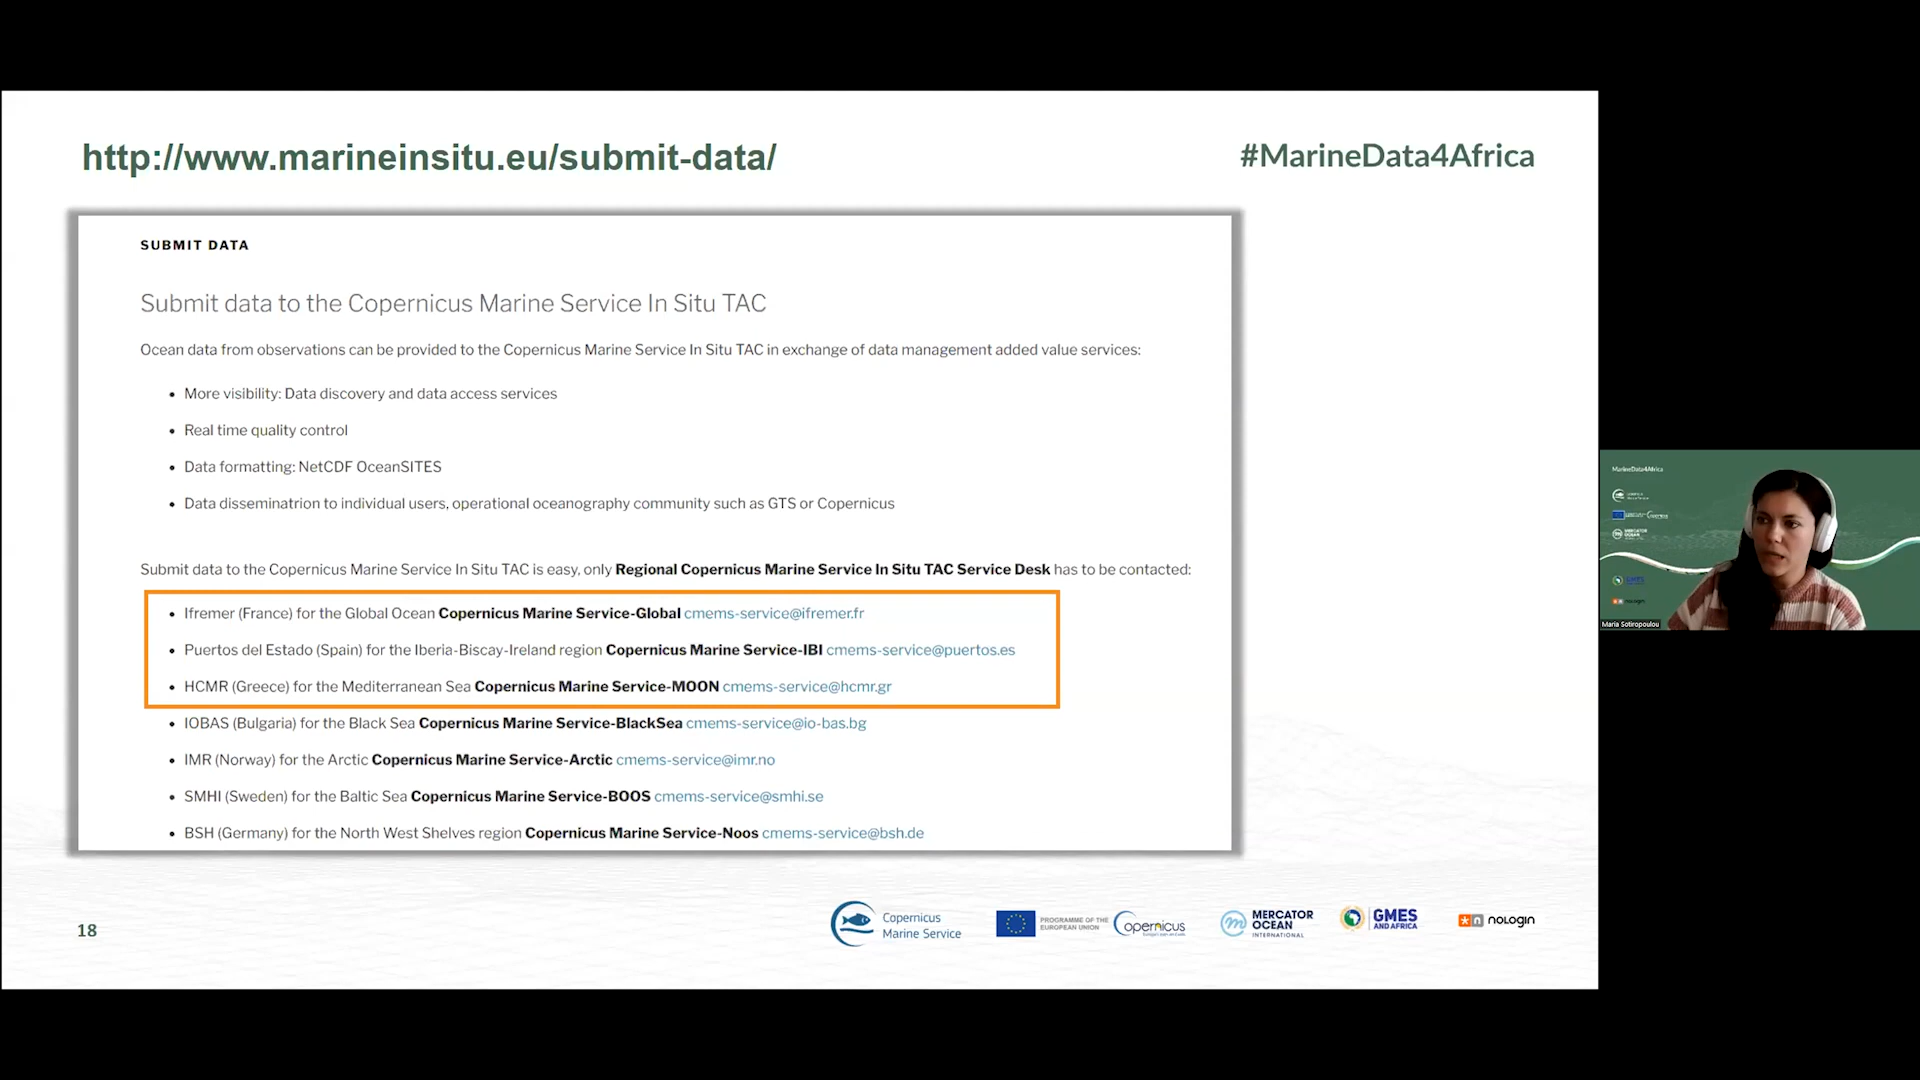 http://www.marineinsitu.eu/submit-data/
#MarineData4Africa
SUBMIT DATA
Submit data to the Copernicus Marine Service In Situ TAC
Ocean data from observations can be provided to the Copernicus Marine Service In Situ TAC in exchange of data management added value services:
• More visibility: Data discovery and data access services
• Real time quality control
• Data formatting: NetCDF OceanSITES
• Data disseminatrion to individual users, operational oceanography community such as GTS or Copernicus
Submit data to the Copernicus Marine Service In Situ TAC is easy, only Regional Copernicus Marine Service In Situ TAC Service Desk has to be contacted:
• Ifremer (France) for the Global Ocean Copernicus Marine Service-Global cmems-service@ifremer.fr
• Puertos del Estado (Spain) for the Iberia-Biscay-Ireland region Copernicus Marine Service-IBI cmems-service@puertos.es
• HCMR (Greece) for the Mediterranean Sea Copernicus Marine Service-MOON cmems-service@hcmr.gr
• IOBAS (Bulgaria) for the Black Sea Copernicus Marine Service-BlackSea cmems-service@io-bas.bg
• IMR (Norway) for the Arctic Copernicus Marine Service-Arctic cmems-service@imr.no
• SMHI (Sweden) for the Baltic Sea Copernicus Marine Service-BOOS cmems-service@smhi.se
• BSH (Germany) for the North West Shelves region Copernicus Marine Service-Noos cmems-service@bsh.de
18
Copernicus
Marine Service
PROGRAMME OF THE
EUROPEAN UNION
opernicus
MERCATOR
OCEAN
INTERNATIONAL
GMES
AND AFRICA
nologin
MarineData4Africa
MERCATOR
OCEAN
GMES
nologin
Maria Sotiropoulou